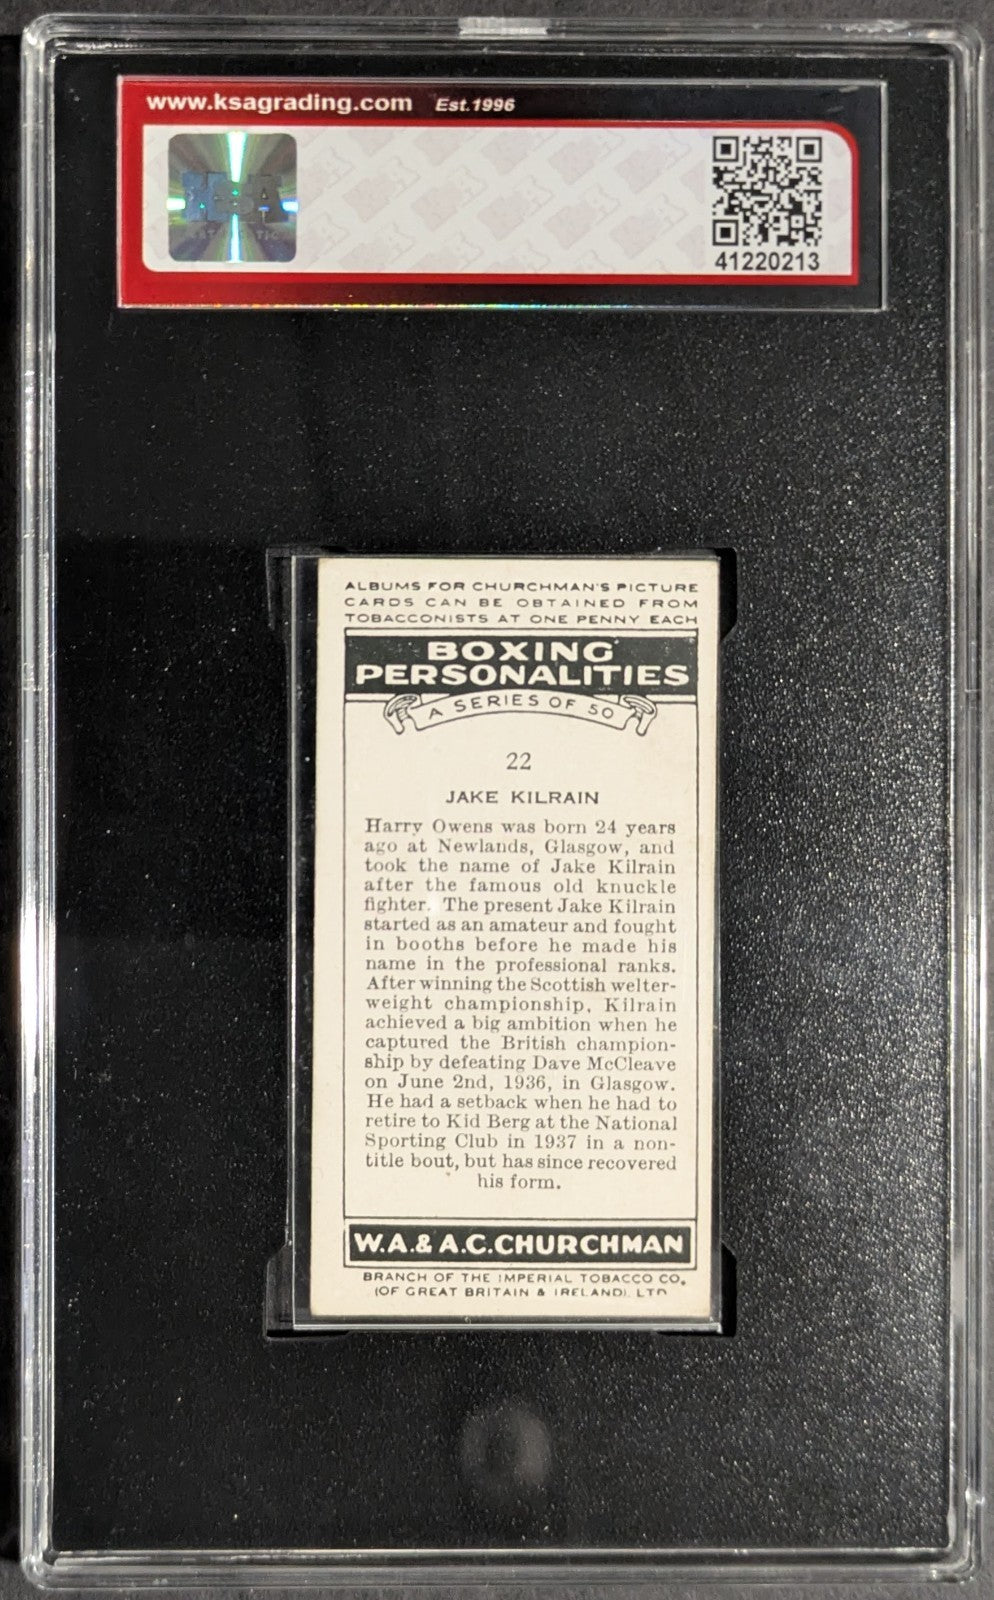 www.ksagrading.com Est.1996
KSA
41220213
ALBUMS FOR CHURCHMAN'S PICTURE
CARDS CAN BE OBTAINED FROM
TOBACCONISTS AT ONE PENNY EACH
BOXING
PERSONALITIES
A SERIES OF 50
22
JAKE KILRAIN
Harry Owens was born 24 years
ago at Newlands, Glasgow, and
took the name of Jake Kilrain
after the famous old knuckle
fighter. The present Jake Kilrain
started as an amateur and fought
in booths before he made his
name in the professional ranks.
After winning the Scottish welter-
weight championship, Kilrain
achieved a big ambition when he
captured the British champion-
ship by defeating Dave McCleave
on June 2nd, 1936, in Glasgow.
He had a setback when he had to
retire to Kid Berg at the National
Sporting Club in 1937 in a non-
title bout, but has since recovered
his form.
W.A.& A.C.CHURCHMAN
BRANCH OF THE IMPERIAL TOBACCO CO.
(OF GREAT BRITAIN & IRELAND), LTD